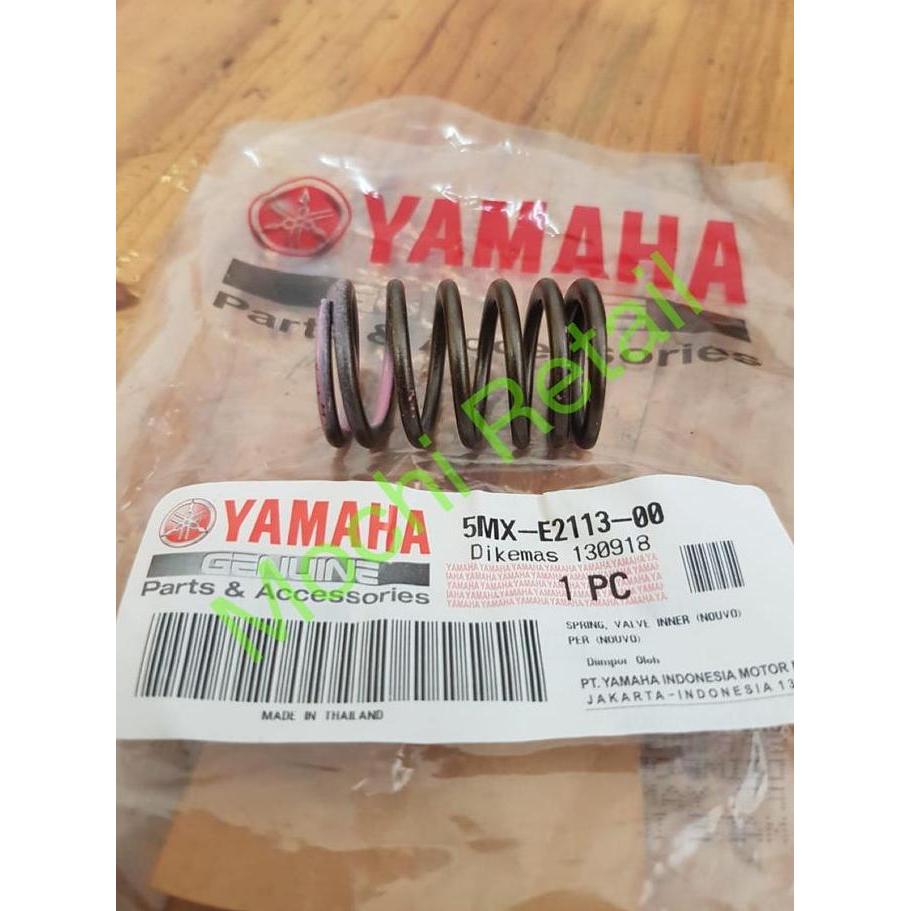 YAMAHA
Parts & Accessories
Mochi Retail
YAMAHA
GENUINE
Parts & Accessories
5MX-E2113-00
Dikemas 130918
YAMAHAYAMAHAYAMAHAYAMAHAYAMAHAYA
1 PC
SPRING, VALVE INNER (NOUVO)
PER (NOUVO)
Diimpor Oleh
PT. YAMAHA INDONESIA MOTOR
JAKARTA-INDONESIA 13
MADE IN THAILAND